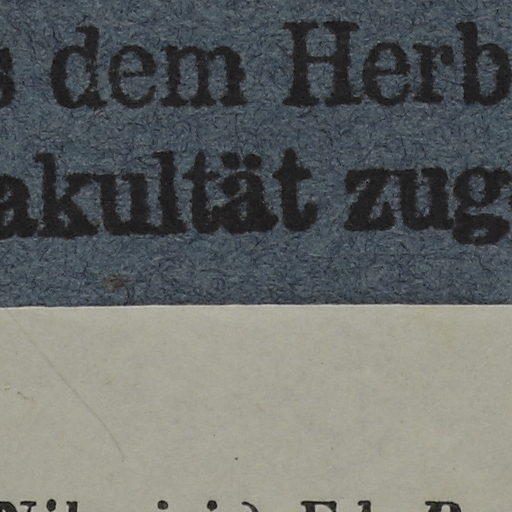 s dem Herb
akultät zug